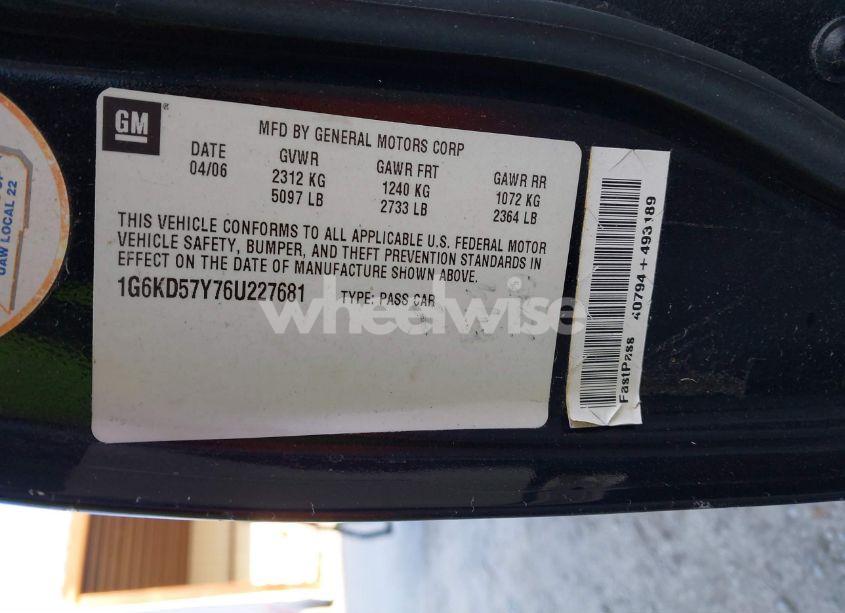 GM
MFD BY GENERAL MOTORS CORP
DATE GVWR GAWR FRT GAWR RR
04/06 2312 KG 1240 KG 1072 KG
5097 LB 2733 LB 2364 LB
THIS VEHICLE CONFORMS TO ALL APPLICABLE U.S. FEDERAL MOTOR
VEHICLE SAFETY, BUMPER, AND THEFT PREVENTION STANDARDS IN
EFFECT ON THE DATE OF MANUFACTURE SHOWN ABOVE.
1G6KD57Y76U227681 TYPE: PASS CAR
wheelwise
FastPass 40794 + 493189
UAW LOCAL 22